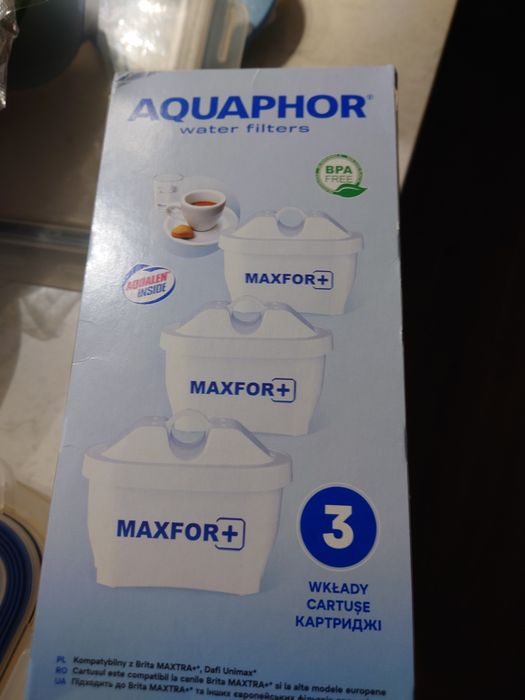 AQUAPHOR®
water filters
BPA
FREE
AQUALEN
INSIDE
MAXFOR+
MAXFOR+
MAXFOR+
3
WKŁADY
CARTUȘE
КАРТРИДЖІ
PL Kompatybilny z Brita MAXTRA+*, Dafi Unimax*
RO Cartusul este compatibil la canile Brita MAXTRA+* si la alte modele europene
UA Підходить до Brita MAXTRA+* та інших європейських фільтрів